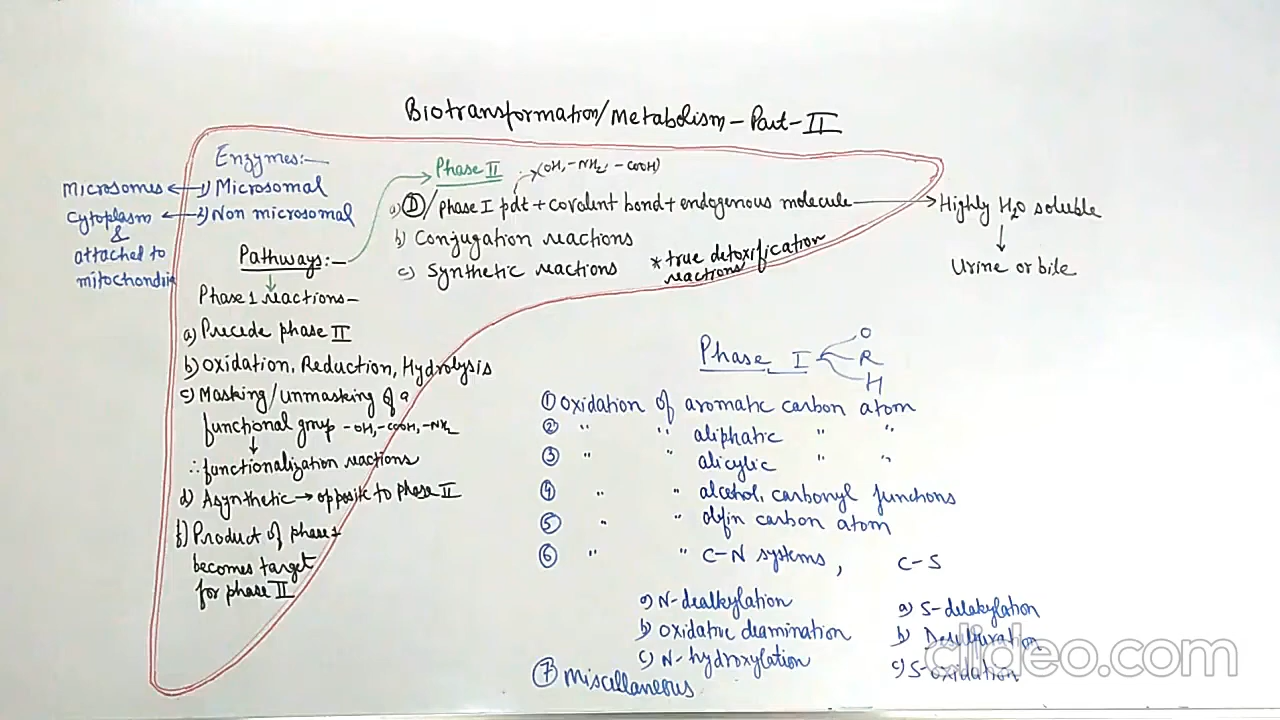 Biotransformation/Metabolism - Part - II
Enzymes:-
Microsomes ← 1) Microsomal
Cytoplasm ← 2) Non microsomal
&
attached to
mitochondria
Pathways:-
Phase 1 reactions-
a) Precede phase II
b) Oxidation, Reduction, Hydrolysis
c) Masking/unmasking of a
functional group -OH, -COOH, -NH2
↓
∴ functionalization reactions
d) Asynthetic → opposite to phase II
f) Product of phase 1
becomes target
for phase II
Phase II
(OH, -NH2, -COOH)
a) D/phase I pdt + covalent bond + endogenous molecule → Highly H2O soluble
↓
Urine or bile
b) Conjugation reactions
c) Synthetic reactions
* true detoxification
reactions
Phase I
O
R
H
① Oxidation of aromatic carbon atom
② " " aliphatic " "
③ " " alicylic " "
④ " " alcohol, carbonyl functions
⑤ " " olefin carbon atom
⑥ " " C-N systems, C-S
a) N-dealkylation
b) Oxidative deamination
c) N-hydroxylation
a) S-delakylation
b) Desulfuration
c) S-oxidation
⑦ Miscellaneous
clideo.com